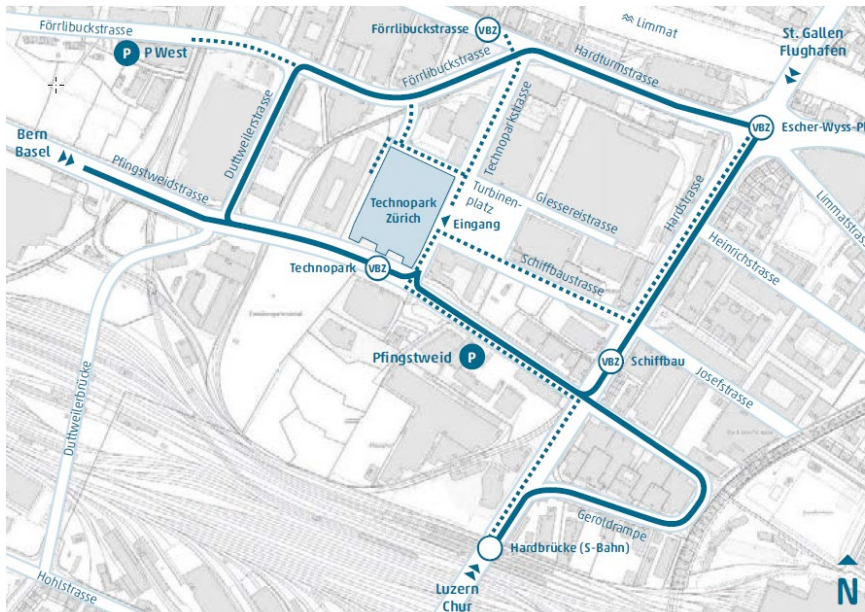 Förrlibuckstrasse
P
P West
Förrlibuckstrasse
VBZ
Limmat
St. Gallen
Flughafen
Förrlibuckstrasse
Hardturmstrasse
VBZ
Escher-Wyss-Pl
Bern
Basel
Pfingstweidstrasse
Duttweilerstrasse
Technoparkstrasse
Technopark
Zürich
Turbinen-
platz
Eingang
Giessereistrasse
Hardstrasse
Limmatstrasse
Heinrichstrasse
Technopark
VBZ
Schiffbaustrasse
Pfingstweid
P
VBZ
Schiffbau
Josefstrasse
Duttweilerbrücke
Gerotdrampe
Hardbrücke (S-Bahn)
Hohlstrasse
Luzern
Chur
N